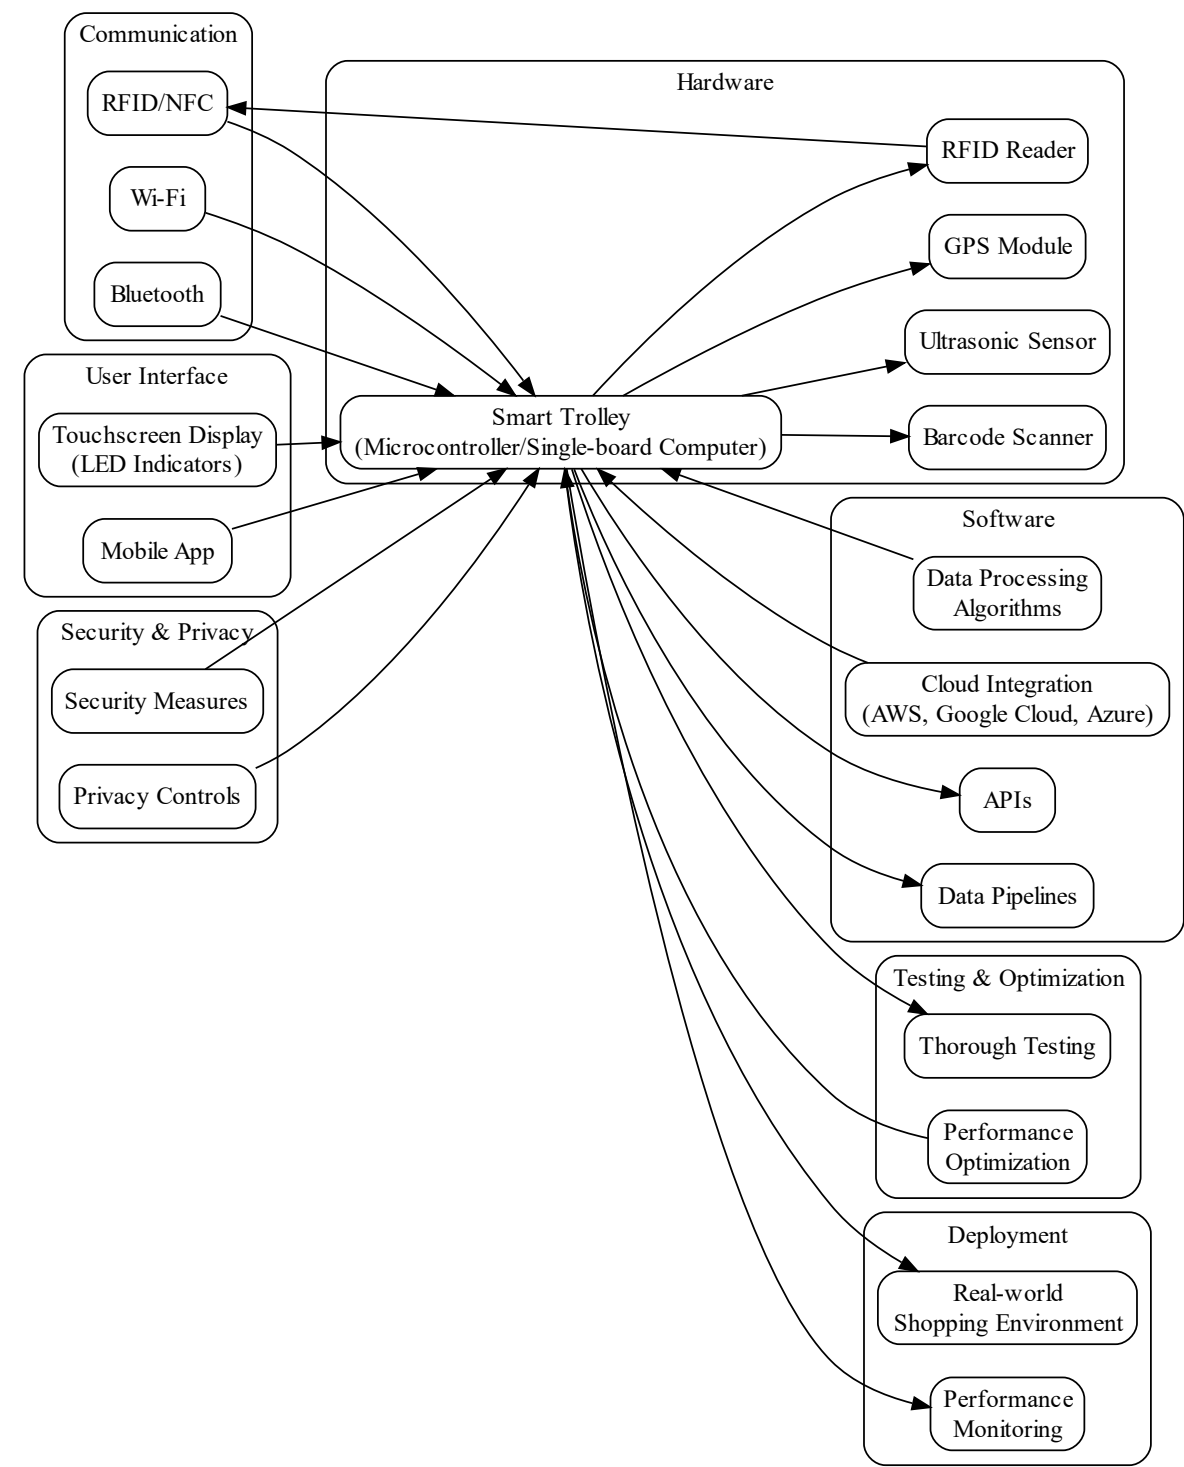 Communication
RFID/NFC
Wi-Fi
Bluetooth
User Interface
Touchscreen Display
(LED Indicators)
Mobile App
Security & Privacy
Security Measures
Privacy Controls
Hardware
RFID Reader
GPS Module
Ultrasonic Sensor
Smart Trolley
(Microcontroller/Single-board Computer)
Barcode Scanner
Software
Data Processing
Algorithms
Cloud Integration
(AWS, Google Cloud, Azure)
APIs
Data Pipelines
Testing & Optimization
Thorough Testing
Performance
Optimization
Deployment
Real-world
Shopping Environment
Performance
Monitoring